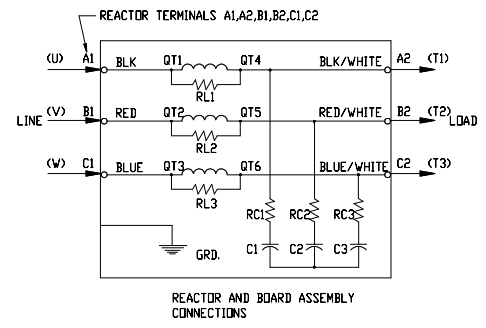 REACTOR TERMINALS A1,A2,B1,B2,C1,C2
(U) A1 BLK QT1 QT4 BLK/WHITE A2 (T1)
RL1
(V) B1 RED QT2 QT5 RED/WHITE B2 (T2)
LINE LOAD
RL2
(W) C1 BLUE QT3 QT6 BLUE/WHITE C2 (T3)
RL3
RC1 RC2 RC3
C1 C2 C3
GRD.
REACTOR AND BOARD ASSEMBLY
CONNECTIONS